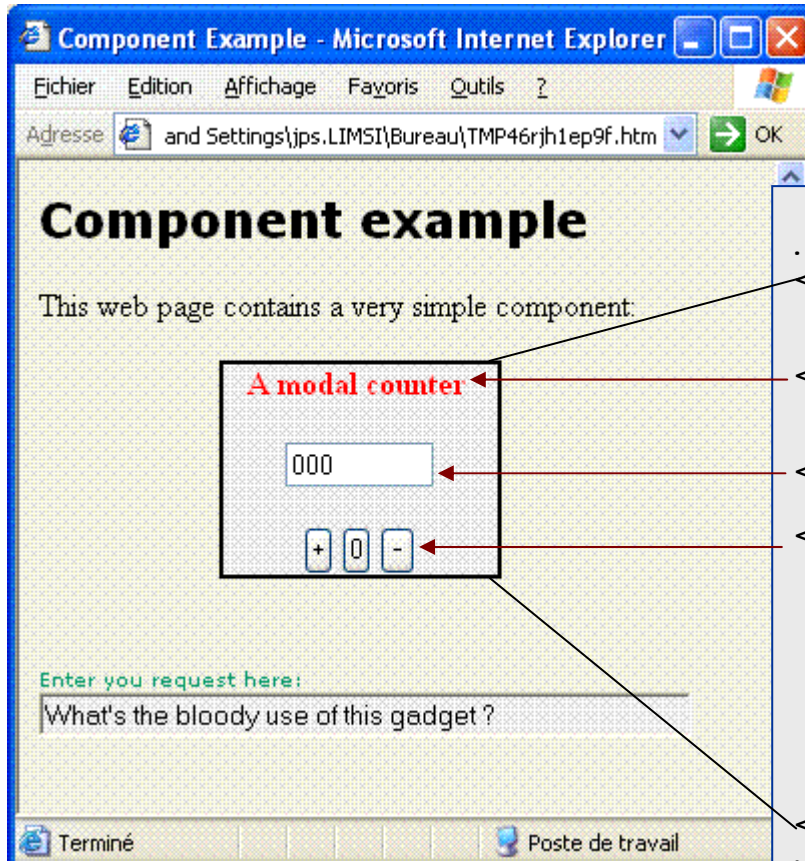 Component Example - Microsoft Internet Explorer
Fichier Edition Affichage Favoris Outils ?
Adresse and Settings\jps.LIMSI\Bureau\TMP46rjh1ep9f.htm OK
Component example
This web page contains a very simple component:
A modal counter
000
+ 0 -
Enter you request here:
What's the bloody use of this gadget ?
Terminé Poste de travail
.
<
<
<
<
<